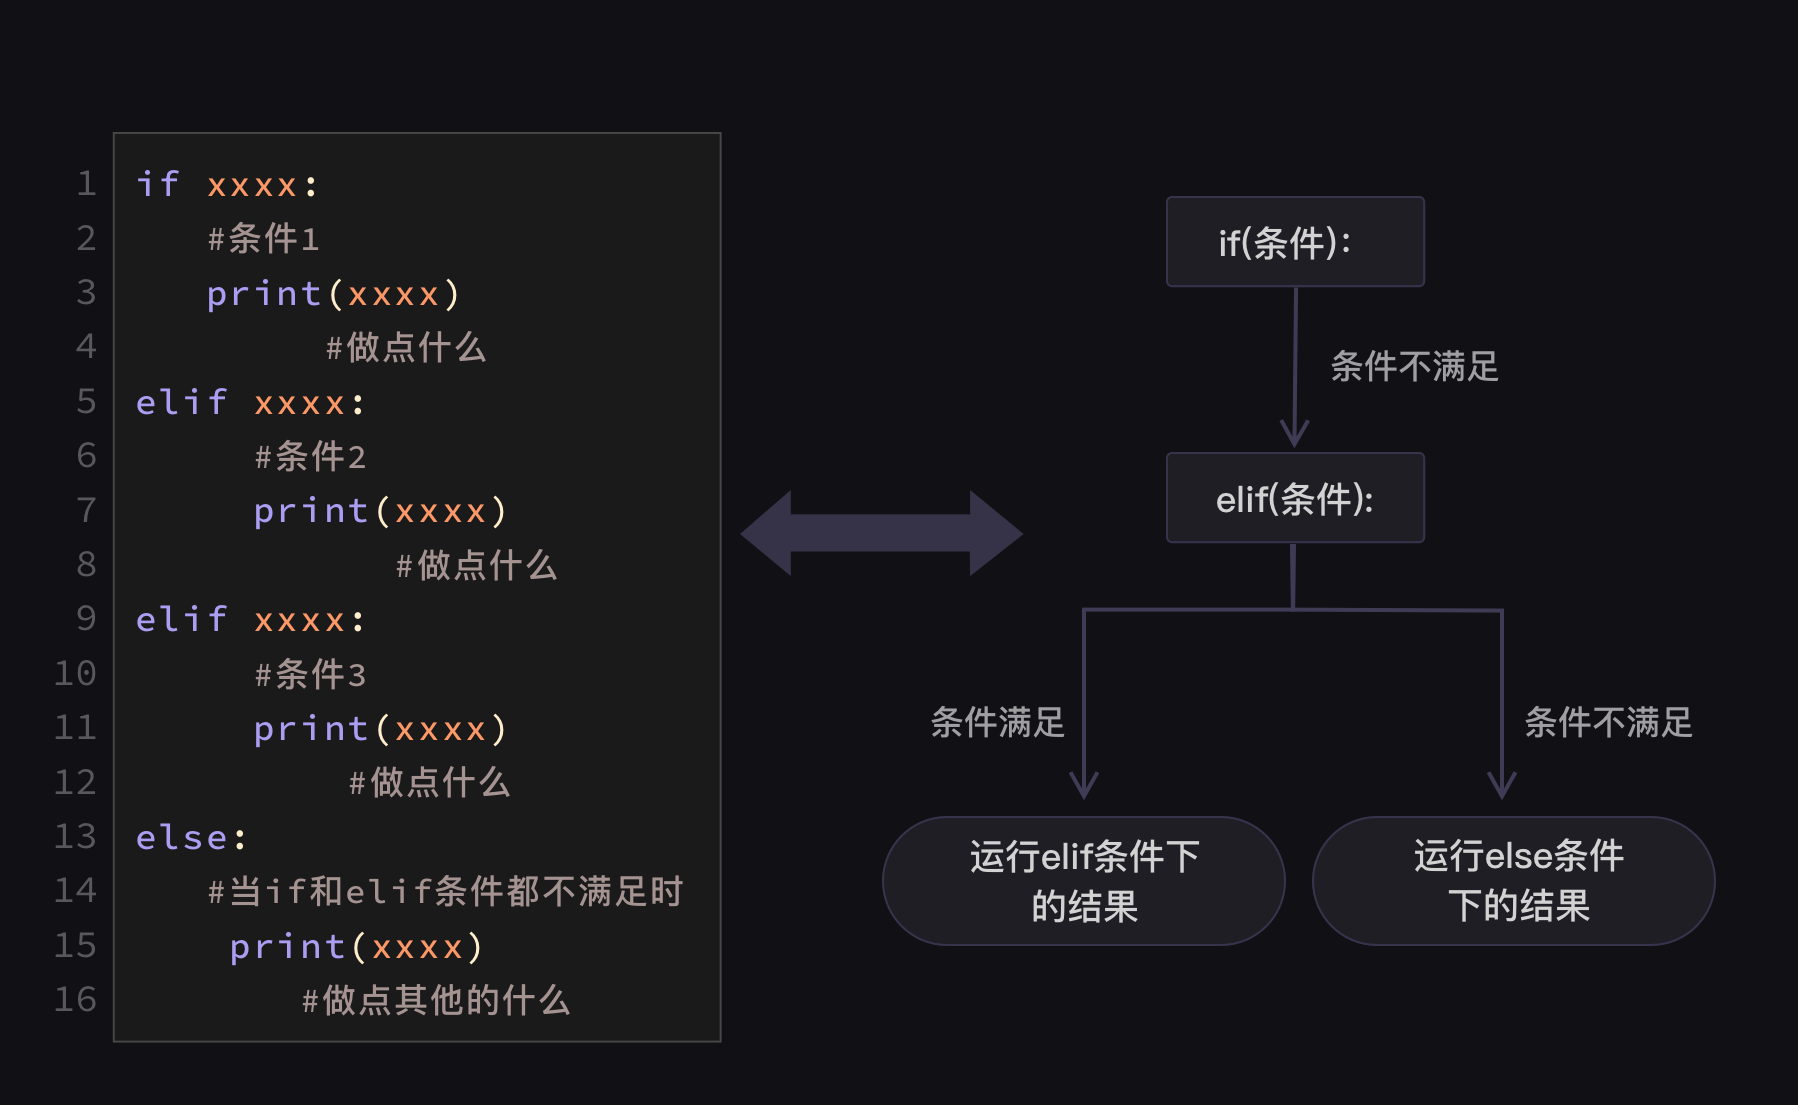 1 if xxxx:
2 #条件1
3 print(xxxx)
4 #做点什么
5 elif xxxx:
6 #条件2
7 print(xxxx)
8 #做点什么
9 elif xxxx:
10 #条件3
11 print(xxxx)
12 #做点什么
13 else:
14 #当if和elif条件都不满足时
15 print(xxxx)
16 #做点其他的什么
if(条件):
条件不满足
elif(条件):
条件满足
条件不满足
运行elif条件下
的结果
运行else条件
下的结果